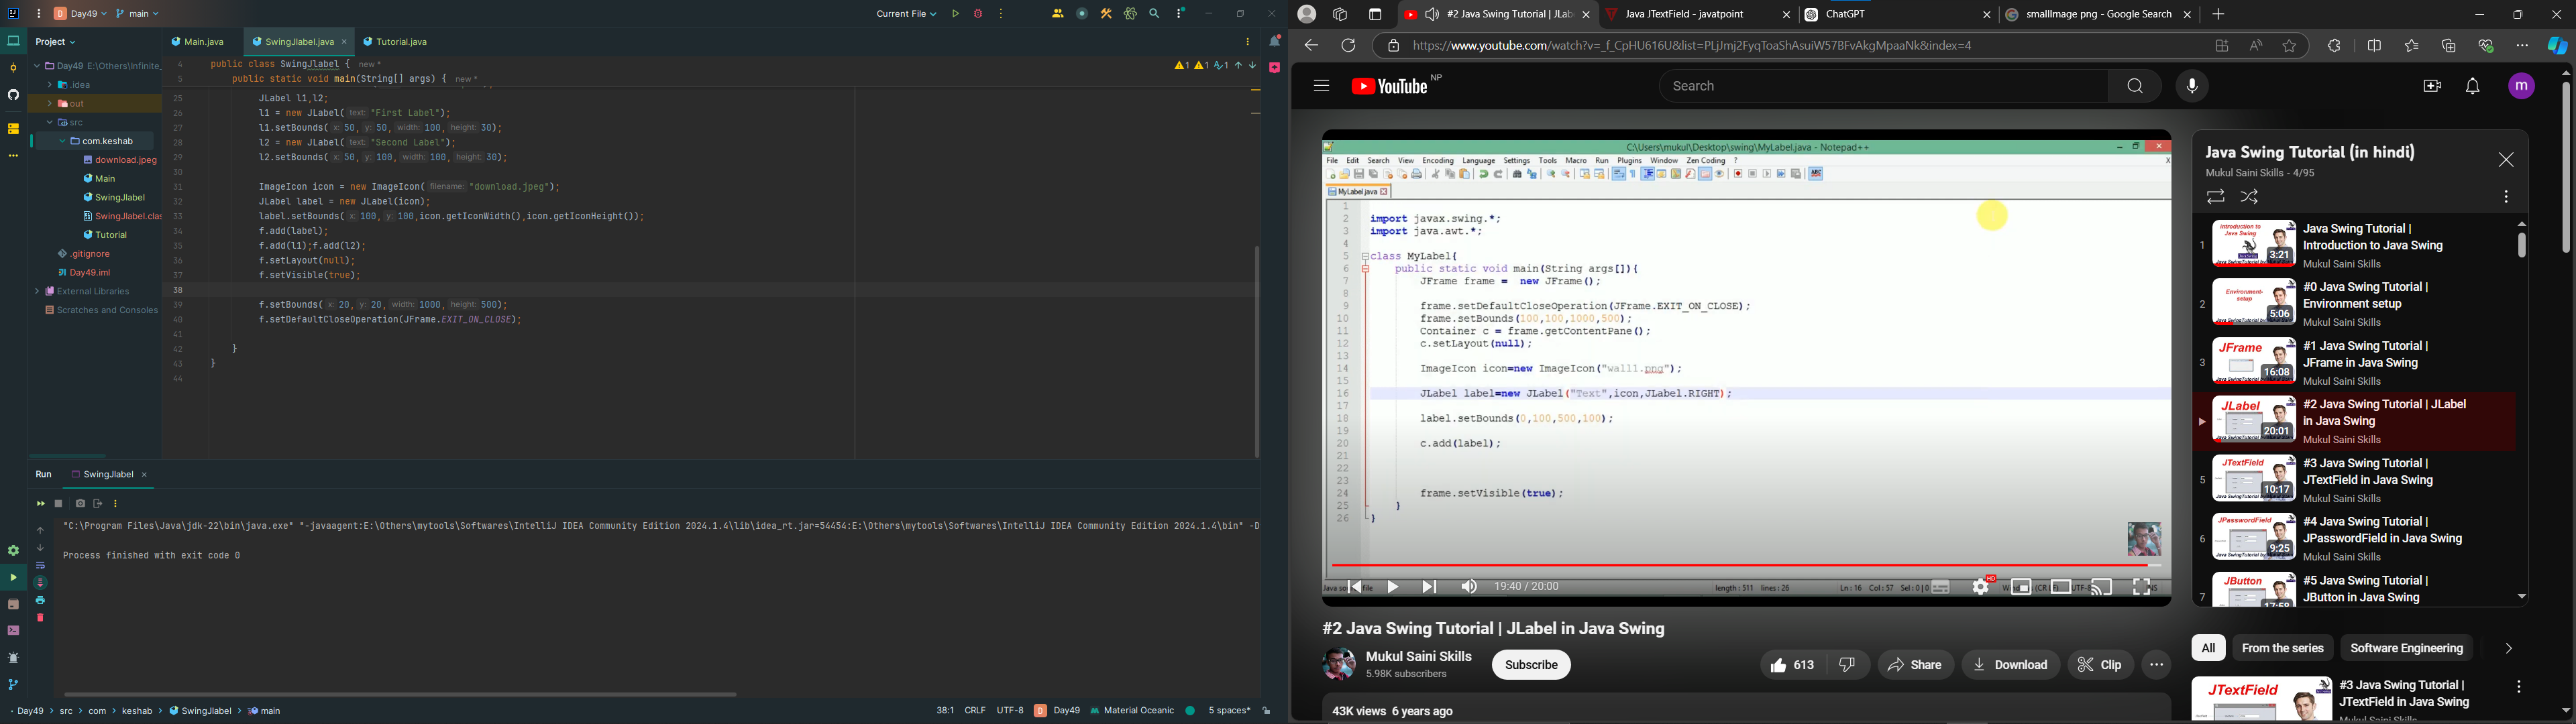 Day49
main
Current File
Project
Main.java
SwingJlabel.java
Tutorial.java
Day49 E:\Others\Infinite_
.idea
out
src
com.keshab
download.jpeg
Main
SwingJlabel
SwingJlabel.clas
Tutorial
.gitignore
Day49.iml
External Libraries
Scratches and Consoles
4 public class SwingJlabel { new *
5 public static void main(String[] args) { new *
1 1 1
25 JLabel l1,l2;
26 l1 = new JLabel( text: "First Label");
27 l1.setBounds( x: 50, y: 50, width: 100, height: 30);
28 l2 = new JLabel( text: "Second Label");
29 l2.setBounds( x: 50, y: 100, width: 100, height: 30);
30
31 ImageIcon icon = new ImageIcon( filename: "download.jpeg");
32 JLabel label = new JLabel(icon);
33 label.setBounds( x: 100, y: 100,icon.getIconWidth(),icon.getIconHeight());
34 f.add(label);
35 f.add(l1);f.add(l2);
36 f.setLayout(null);
37 f.setVisible(true);
38
39 f.setBounds( x: 20, y: 20, width: 1000, height: 500);
40 f.setDefaultCloseOperation(JFrame.EXIT_ON_CLOSE);
41
42 }
43 }
44
Run SwingJlabel
"C:\Program Files\Java\jdk-22\bin\java.exe" "-javaagent:E:\Others\mytools\Softwares\IntelliJ IDEA Community Edition 2024.1.4\lib\idea_rt.jar=54454:E:\Others\mytools\Softwares\IntelliJ IDEA Community Edition 2024.1.4\bin" -D
Process finished with exit code 0
Day49 > src > com > keshab > SwingJlabel > main
38:1 CRLF UTF-8 Day49 Material Oceanic 5 spaces*
#2 Java Swing Tutorial | JLab
Java JTextField - javatpoint
ChatGPT
smallImage png - Google Search
https://www.youtube.com/watch?v=_f_CpHU616U&list=PLjJmj2FyqToaShAsuiW57BFvAkgMpaaNk&index=4
YouTube NP
Search
m
C:\Users\mukul\Desktop\swing\MyLabel.java - Notepad++
File Edit Search View Encoding Language Settings Tools Macro Run Plugins Window Zen Coding ?
MyLabel.java
1
2 import javax.swing.*;
3 import java.awt.*;
4
5 class MyLabel{
6 public static void main(String args[]){
7 JFrame frame = new JFrame();
8
9 frame.setDefaultCloseOperation(JFrame.EXIT_ON_CLOSE);
10 frame.setBounds(100,100,1000,500);
11 Container c = frame.getContentPane();
12 c.setLayout(null);
13
14 ImageIcon icon=new ImageIcon("wall1.png");
15
16 JLabel label=new JLabel("Text",icon,JLabel.RIGHT);
17
18 label.setBounds(0,100,500,100);
19
20 c.add(label);
21
22
23
24 frame.setVisible(true);
25 }
26 }
19:40 / 20:00
length : 511 lines : 26
Ln : 16 Col : 57 Sel : 0 | 0
HD
#2 Java Swing Tutorial | JLabel in Java Swing
Mukul Saini Skills
5.98K subscribers
Subscribe
613
Share
Download
Clip
43K views 6 years ago
Java Swing Tutorial (in hindi)
Mukul Saini Skills - 4/95
1 3:21
Java Swing Tutorial |
Introduction to Java Swing
Mukul Saini Skills
2 5:06
#0 Java Swing Tutorial |
Environment setup
Mukul Saini Skills
3 JFrame 16:08
#1 Java Swing Tutorial |
JFrame in Java Swing
Mukul Saini Skills
JLabel 20:01
#2 Java Swing Tutorial | JLabel
in Java Swing
Mukul Saini Skills
5 JTextField 10:17
#3 Java Swing Tutorial |
JTextField in Java Swing
Mukul Saini Skills
6 JPasswordField 9:25
#4 Java Swing Tutorial |
JPasswordField in Java Swing
Mukul Saini Skills
7 JButton 17:58
#5 Java Swing Tutorial |
JButton in Java Swing
All
From the series
Software Engineering
JTextField
#3 Java Swing Tutorial |
JTextField in Java Swing